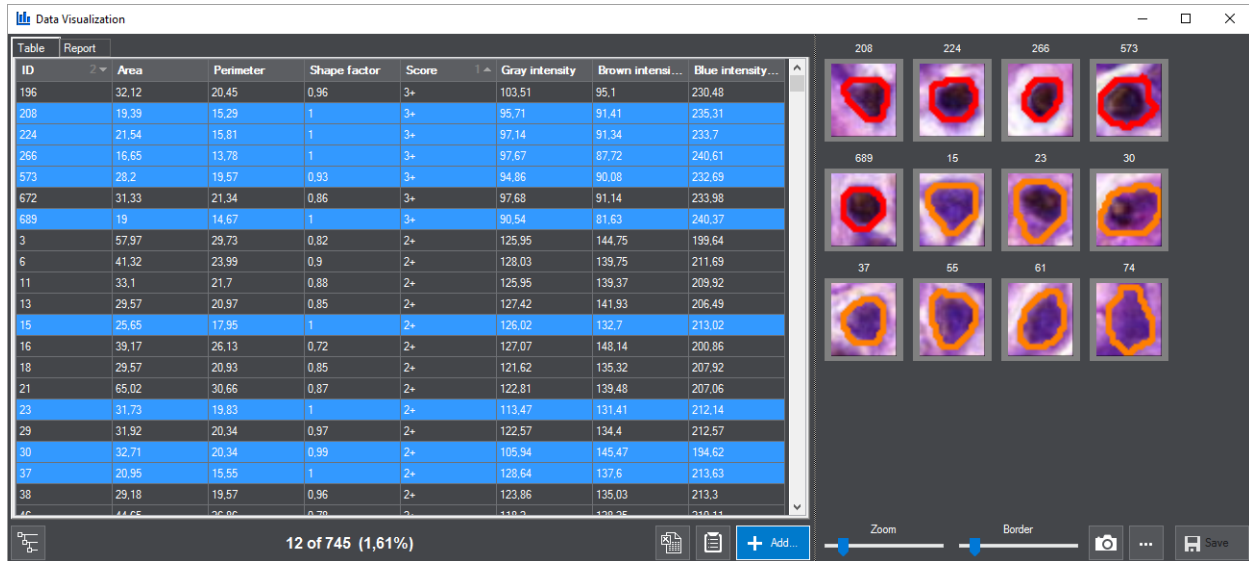 Data Visualization
Table Report
ID 2 Area Perimeter Shape factor Score 1 Gray intensity Brown intensi... Blue intensity...
196 32,12 20,45 0,96 3+ 103,51 95,1 230,48
208 19,39 15,29 1 3+ 95,71 91,41 235,31
224 21,54 15,81 1 3+ 97,14 91,34 233,7
266 16,65 13,78 1 3+ 97,67 87,72 240,61
573 28,2 19,57 0,93 3+ 94,86 90,08 232,69
672 31,33 21,34 0,86 3+ 97,68 91,14 233,98
689 19 14,67 1 3+ 90,54 81,63 240,37
3 57,97 29,73 0,82 2+ 125,95 144,75 199,64
6 41,32 23,99 0,9 2+ 128,03 139,75 211,69
11 33,1 21,7 0,88 2+ 125,95 139,37 209,92
13 29,57 20,97 0,85 2+ 127,42 141,93 206,49
15 25,65 17,95 1 2+ 126,02 132,7 213,02
16 39,17 26,13 0,72 2+ 127,07 148,14 200,86
18 29,57 20,93 0,85 2+ 121,62 135,32 207,92
21 65,02 30,66 0,87 2+ 122,81 139,48 207,06
23 31,73 19,83 1 2+ 113,47 131,41 212,14
29 31,92 20,34 0,97 2+ 122,57 134,4 212,57
30 32,71 20,34 0,99 2+ 105,94 145,47 194,62
37 20,95 15,55 1 2+ 128,64 137,6 213,63
38 29,18 19,57 0,96 2+ 123,86 135,03 213,3
12 of 745 (1,61%)
Add...
208 224 266 573
689 15 23 30
37 55 61 74
Zoom Border
Save